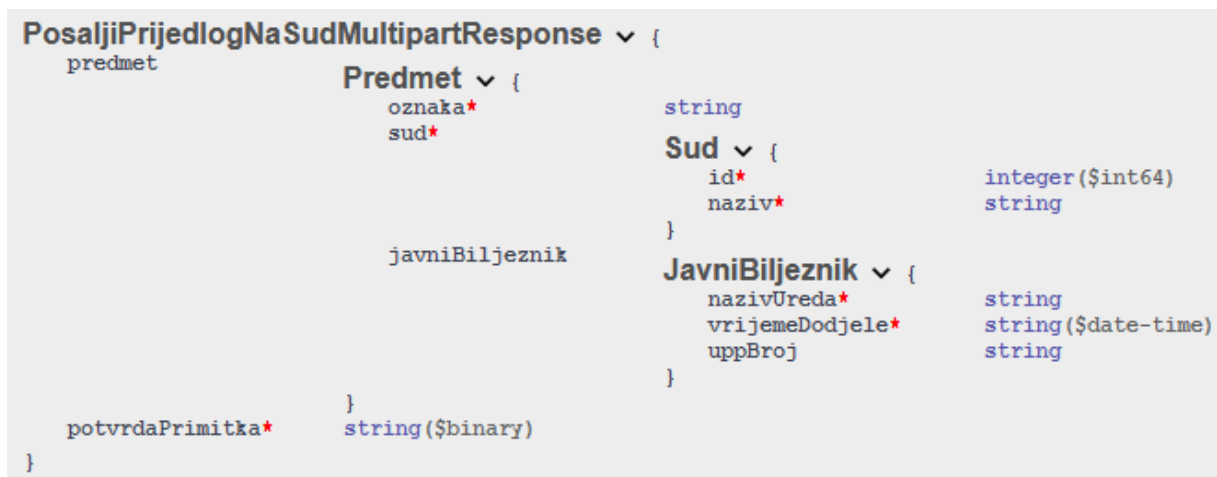 PosaljiPrijedlogNaSudMultipartResponse {
predmet
Predmet {
oznaka* string
sud*
Sud {
id* integer($int64)
naziv* string
}
javniBiljeznik
JavniBiljeznik {
nazivUreda* string
vrijemeDodjele* string($date-time)
uppBroj string
}
}
potvrdaPrimitka* string($binary)
}